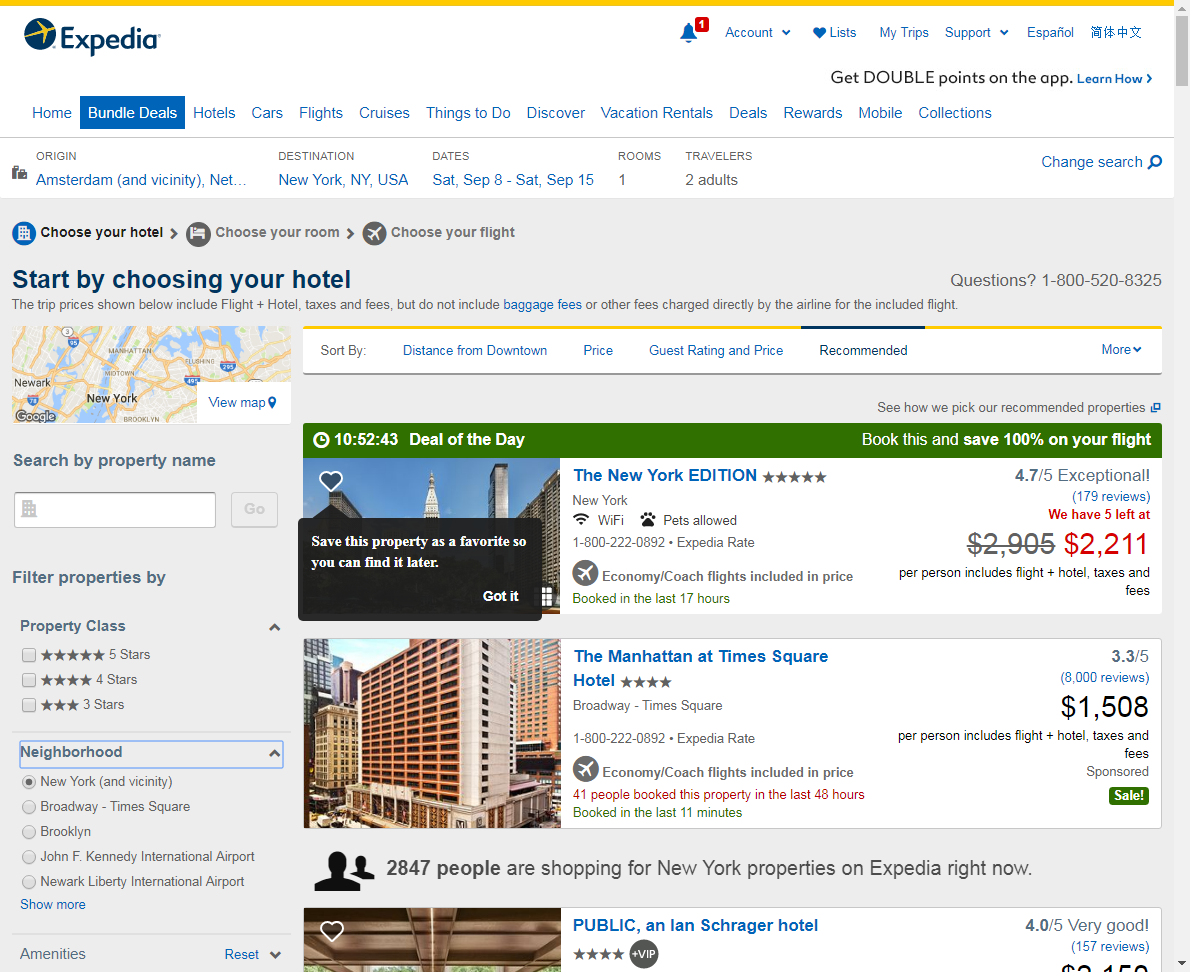 Expedia
1
Account
Lists
My Trips
Support
Español
简体中文
Get DOUBLE points on the app. Learn How
Home
Bundle Deals
Hotels
Cars
Flights
Cruises
Things to Do
Discover
Vacation Rentals
Deals
Rewards
Mobile
Collections
ORIGIN
Amsterdam (and vicinity), Net...
DESTINATION
New York, NY, USA
DATES
Sat, Sep 8 - Sat, Sep 15
ROOMS
1
TRAVELERS
2 adults
Change search
Choose your hotel
Choose your room
Choose your flight
Start by choosing your hotel
Questions? 1-800-520-8325
The trip prices shown below include Flight + Hotel, taxes and fees, but do not include baggage fees or other fees charged directly by the airline for the included flight.
3
95
MANHATTAN
FLUSHING
MIDTOWN
295
495
Newark
78
New York
BROOKLYN
Google
View map
Search by property name
Go
Filter properties by
Property Class
5 Stars
4 Stars
3 Stars
Neighborhood
New York (and vicinity)
Broadway - Times Square
Brooklyn
John F. Kennedy International Airport
Newark Liberty International Airport
Show more
Amenities
Reset
Sort By:
Distance from Downtown
Price
Guest Rating and Price
Recommended
More
See how we pick our recommended properties
10:52:43 Deal of the Day
Book this and save 100% on your flight
Save this property as a favorite so
you can find it later.
Got it
The New York EDITION
New York
WiFi
Pets allowed
1-800-222-0892 • Expedia Rate
Economy/Coach flights included in price
Booked in the last 17 hours
4.7/5 Exceptional!
(179 reviews)
We have 5 left at
$2,905 $2,211
per person includes flight + hotel, taxes and
fees
The Manhattan at Times Square
Hotel
Broadway - Times Square
1-800-222-0892 • Expedia Rate
Economy/Coach flights included in price
41 people booked this property in the last 48 hours
Booked in the last 11 minutes
3.3/5
(8,000 reviews)
$1,508
per person includes flight + hotel, taxes and
fees
Sponsored
Sale!
2847 people are shopping for New York properties on Expedia right now.
PUBLIC, an Ian Schrager hotel
+VIP
4.0/5 Very good!
(157 reviews)